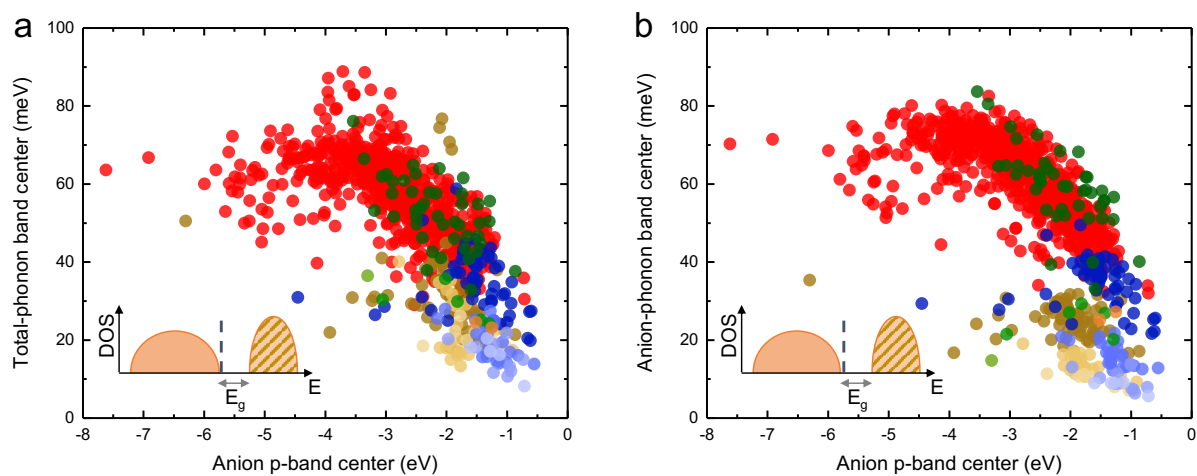 a
Total-phonon band center (meV)
100
80
60
40
20
0
-8 -7 -6 -5 -4 -3 -2 -1 0
Anion p-band center (eV)
DOS
E
Eg
b
Anion-phonon band center (meV)
100
80
60
40
20
0
-8 -7 -6 -5 -4 -3 -2 -1 0
Anion p-band center (eV)
DOS
E
Eg